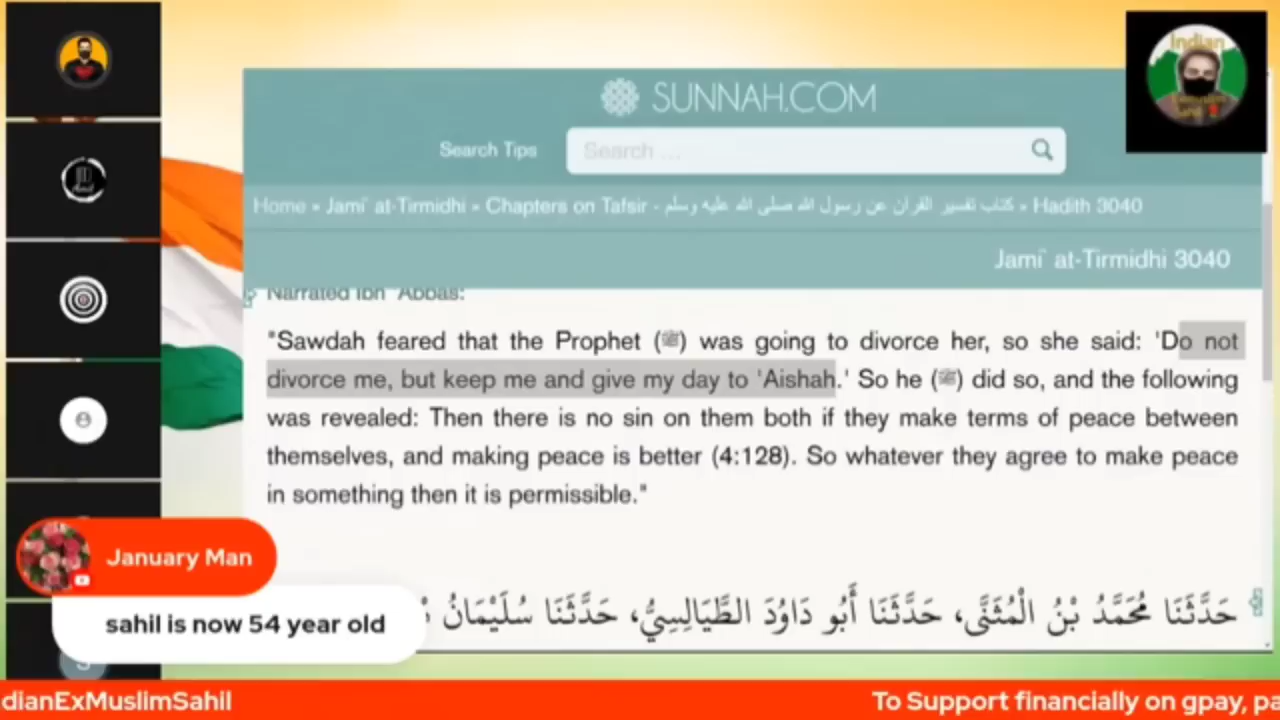 SUNNAH.COM
Search Tips
Search ...
Home » Jami` at-Tirmidhi » Chapters on Tafsir - كتاب تفسير القرآن عن رسول الله صلى الله عليه وسلم » Hadith 3040
Jami` at-Tirmidhi 3040
Narrated Ibn 'Abbas:
"Sawdah feared that the Prophet (ﷺ) was going to divorce her, so she said: 'Do not
divorce me, but keep me and give my day to 'Aishah.' So he (ﷺ) did so, and the following
was revealed: Then there is no sin on them both if they make terms of peace between
themselves, and making peace is better (4:128). So whatever they agree to make peace
in something then it is permissible."
حَدَّثَنَا مُحَمَّدُ بْنُ الْمُثَنَّى، حَدَّثَنَا أَبُو دَاوُدَ الطَّيَالِسِيُّ، حَدَّثَنَا سُلَيْمَانُ
Indian
January Man
sahil is now 54 year old
S
dianExMuslimSahil
To Support financially on gpay, pa